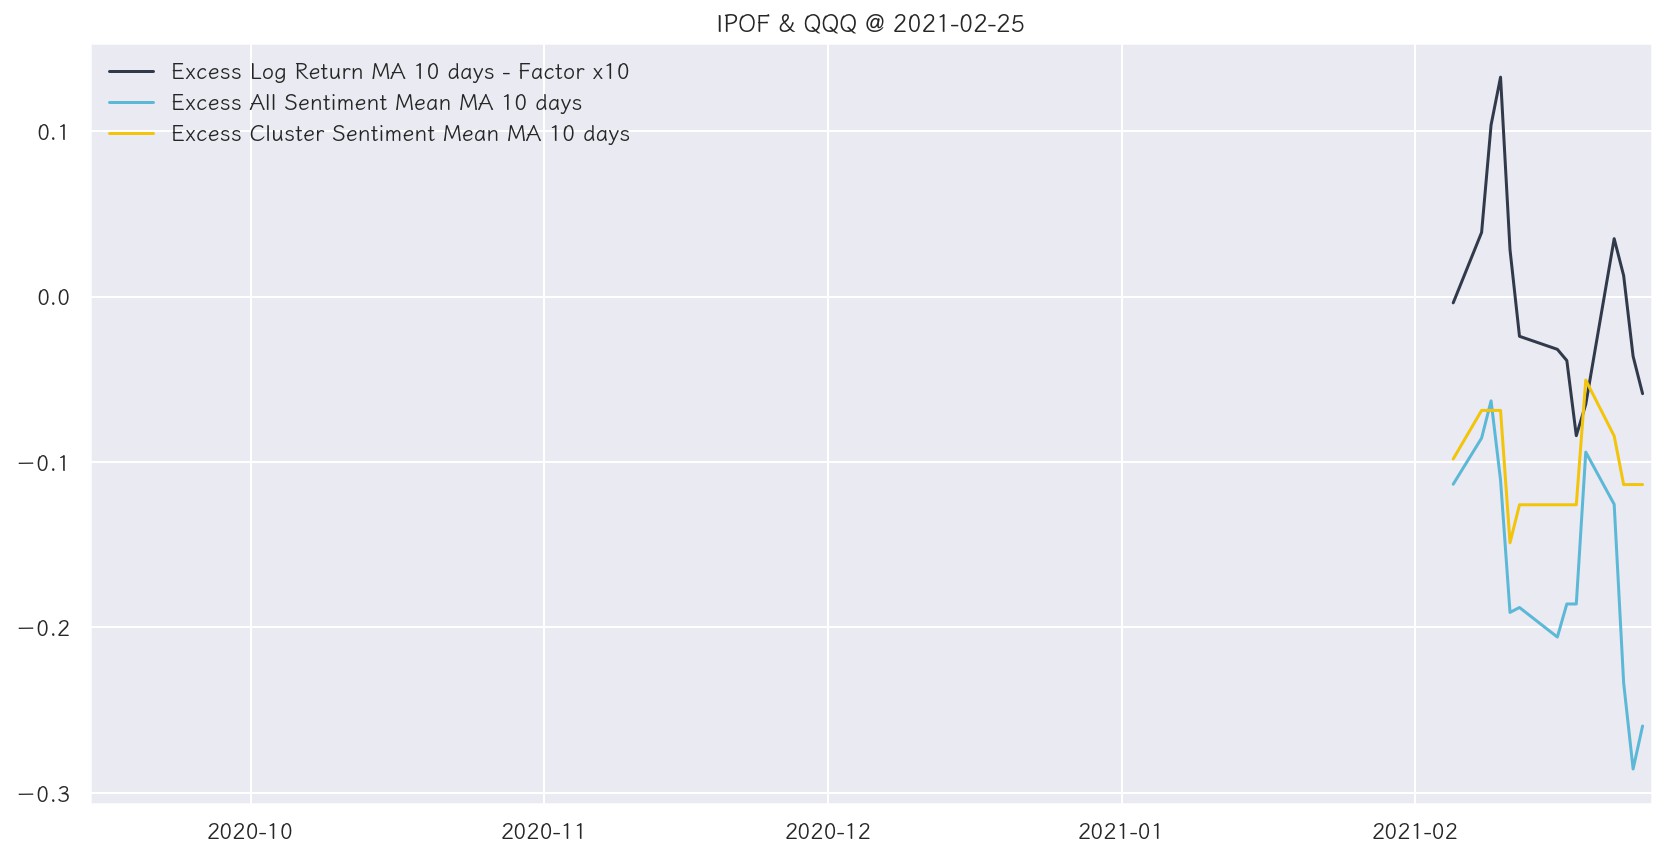 IPOF & QQQ @ 2021-02-25
Excess Log Return MA 10 days - Factor x10
Excess All Sentiment Mean MA 10 days
Excess Cluster Sentiment Mean MA 10 days
0.1
0.0
−0.1
−0.2
−0.3
2020-10 2020-11 2020-12 2021-01 2021-02